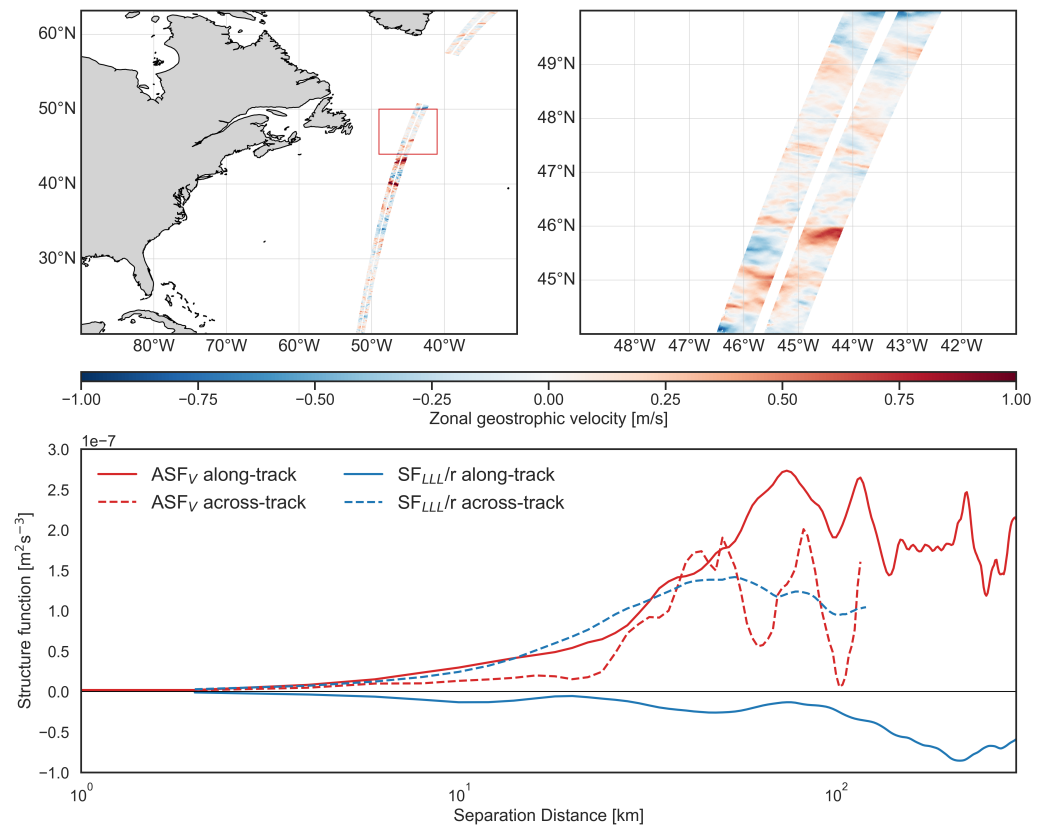 60°N
50°N
40°N
30°N
80°W 70°W 60°W 50°W 40°W
49°N
48°N
47°N
46°N
45°N
48°W 47°W 46°W 45°W 44°W 43°W 42°W
−1.00 −0.75 −0.50 −0.25 0.00 0.25 0.50 0.75 1.00
Zonal geostrophic velocity [m/s]
1e−7
ASF_V along-track
ASF_V across-track
SF_LLL/r along-track
SF_LLL/r across-track
Structure function [m²s⁻³]
3.0
2.5
2.0
1.5
1.0
0.5
0.0
−0.5
−1.0
10⁰ 10¹ 10²
Separation Distance [km]